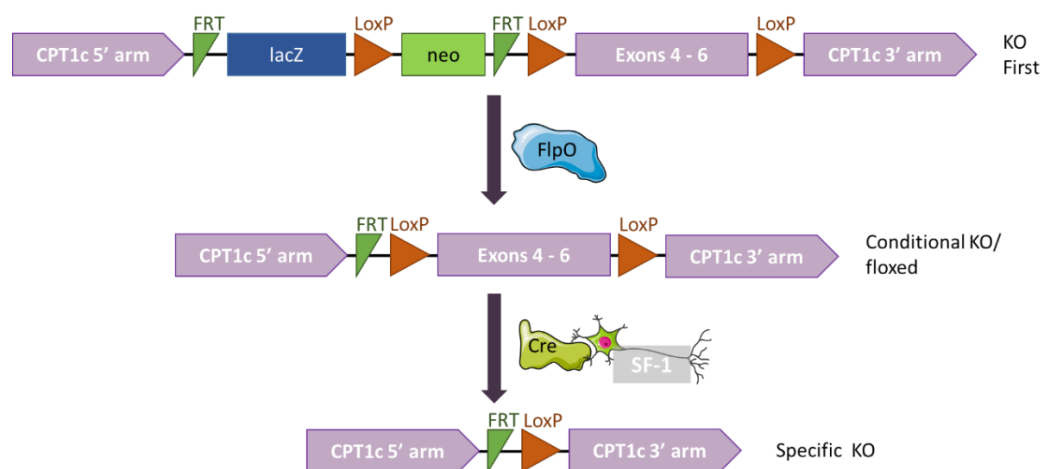 FRT LoxP FRT LoxP LoxP
CPT1c 5' arm lacZ neo Exons 4 - 6 CPT1c 3' arm KO
First
FlpO
FRT LoxP LoxP
CPT1c 5' arm Exons 4 - 6 CPT1c 3' arm Conditional KO/
floxed
Cre
SF-1
FRT LoxP
CPT1c 5' arm CPT1c 3' arm Specific KO